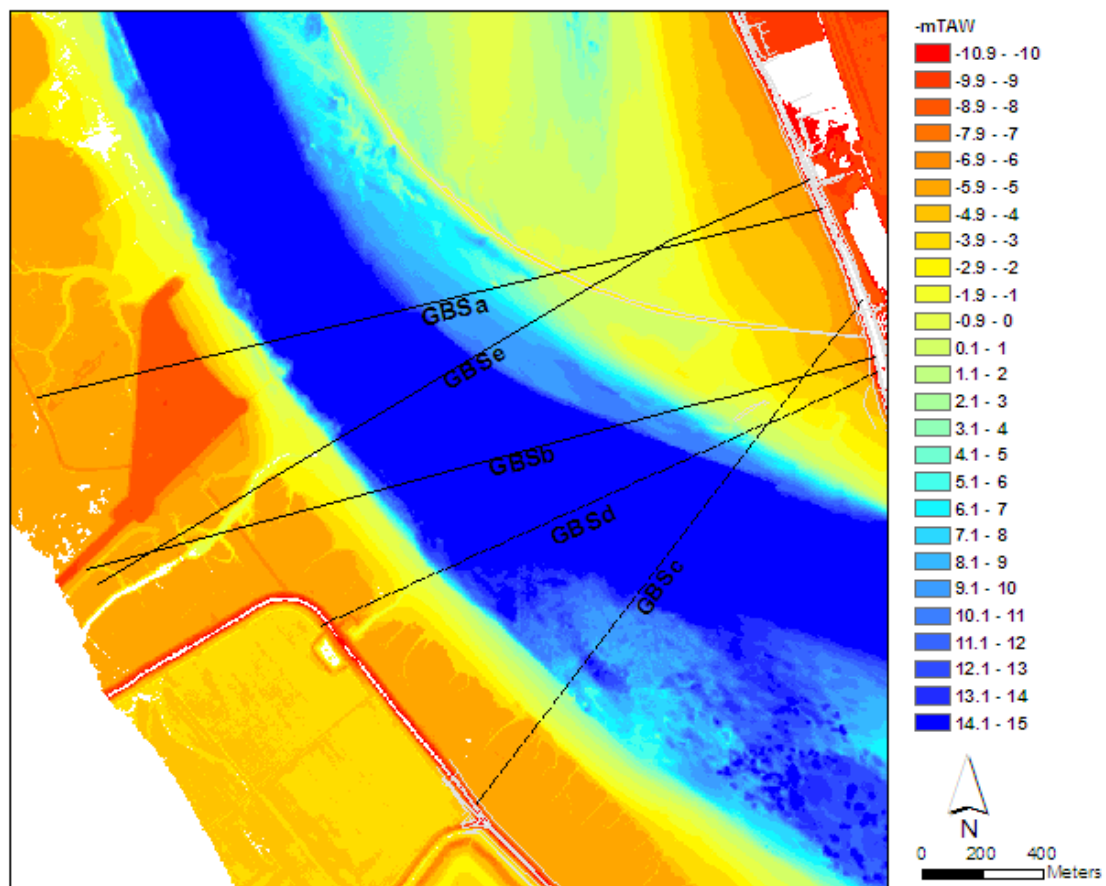 -mTAW
-10.9 - -10
-9.9 - -9
-8.9 - -8
-7.9 - -7
-6.9 - -6
-5.9 - -5
-4.9 - -4
-3.9 - -3
-2.9 - -2
-1.9 - -1
-0.9 - 0
0.1 - 1
1.1 - 2
2.1 - 3
3.1 - 4
4.1 - 5
5.1 - 6
6.1 - 7
7.1 - 8
8.1 - 9
9.1 - 10
10.1 - 11
11.1 - 12
12.1 - 13
13.1 - 14
14.1 - 15
GBSa
GBSe
GBSb
GBSd
GBSc
N
0 200 400
Meters